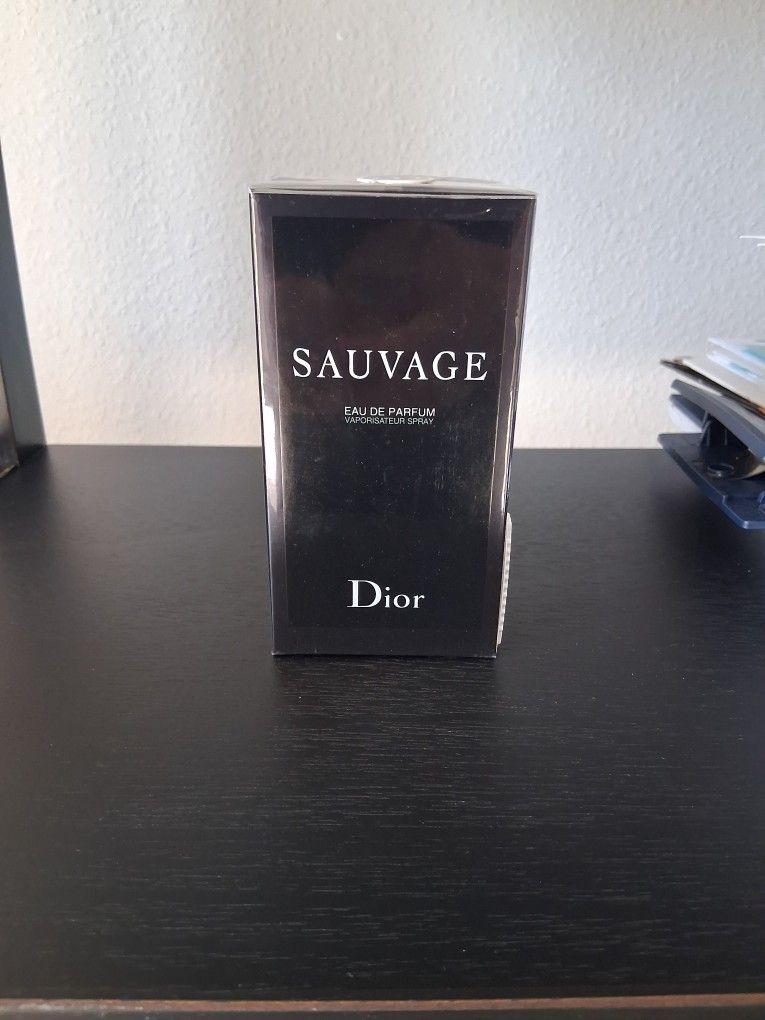 SAUVAGE
EAU DE PARFUM
VAPORISATEUR SPRAY
Dior